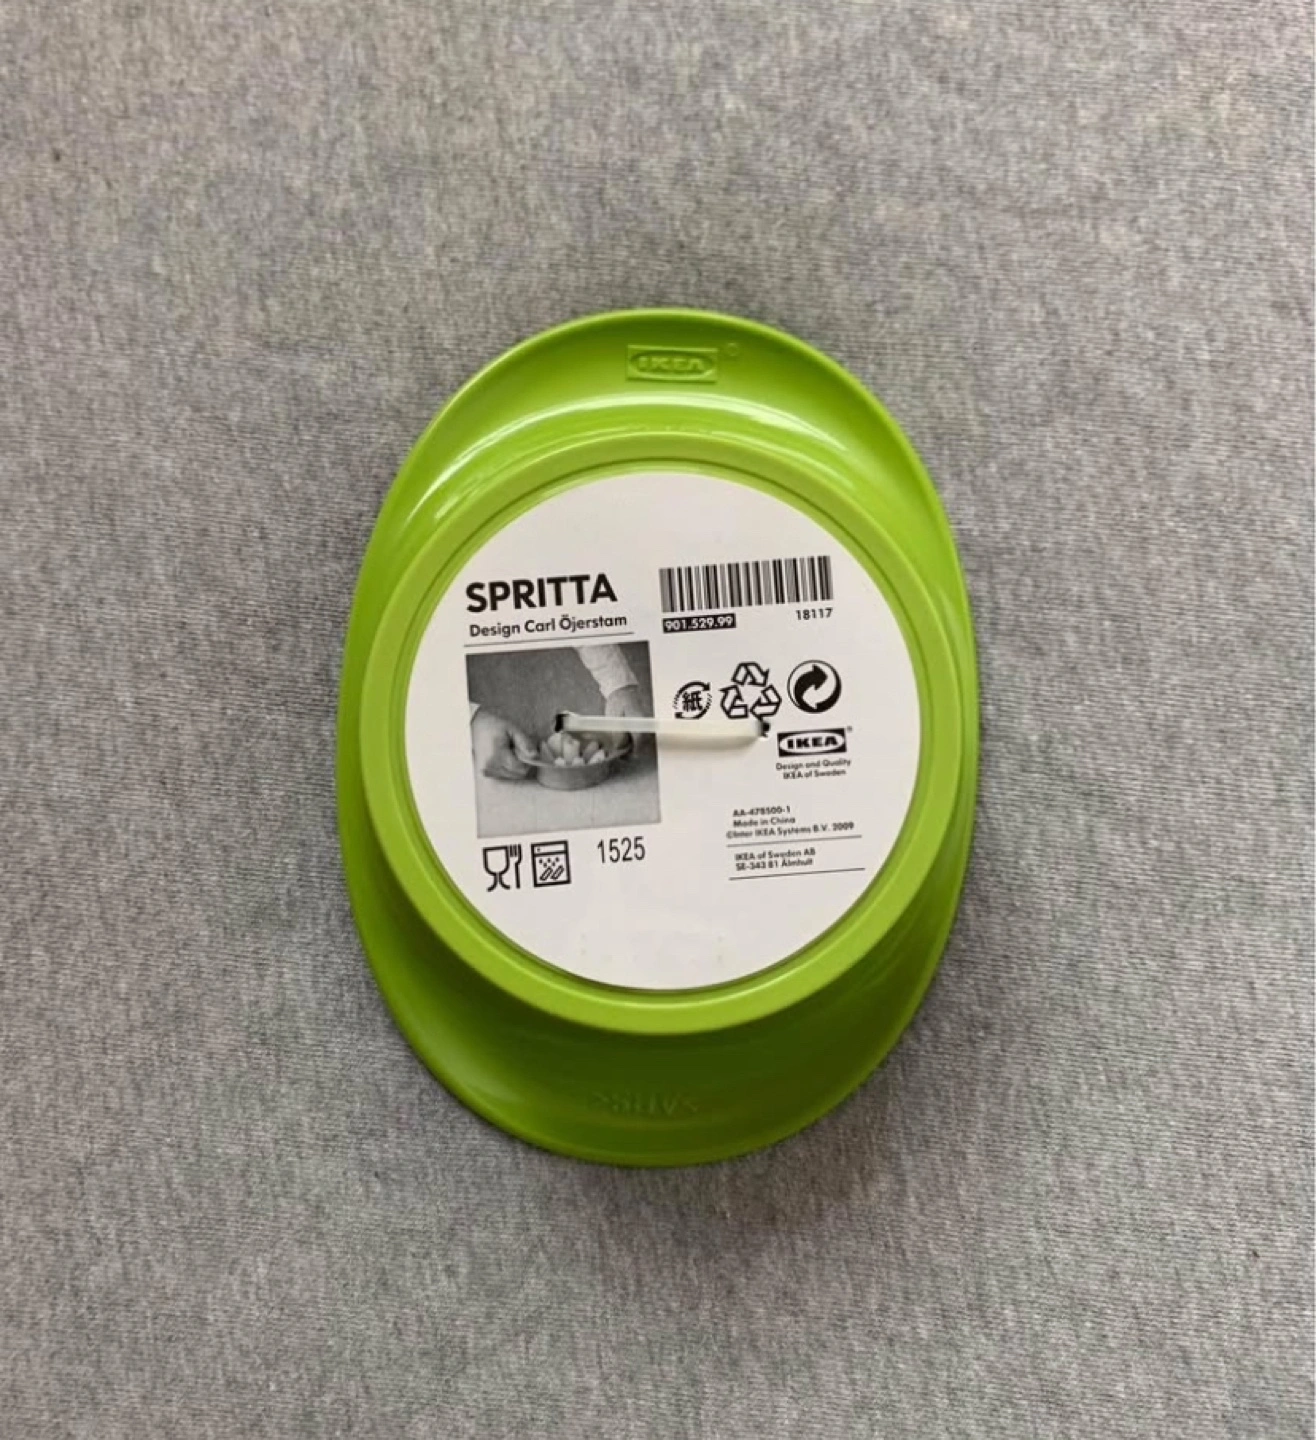 IKEA®
SPRITTA
Design Carl Öjerstam
901.529.99
18117
紙
IKEA®
Design and Quality
IKEA of Sweden
1525
AA-478500-1
Made in China
©Inter IKEA Systems B.V. 2009
IKEA of Sweden AB
SE-343 81 Älmhult